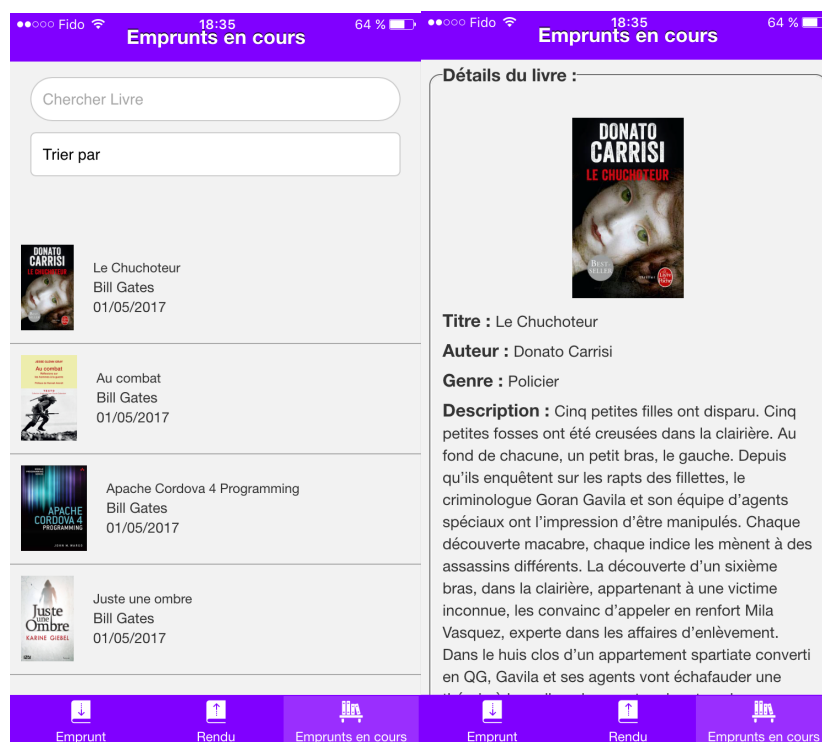 ●●○○○ Fido 18:35 64 %
Emprunts en cours
Chercher Livre
Trier par
DONATO
CARRISI
LE CHUCHOTEUR
Le Chuchoteur
Bill Gates
01/05/2017
Au combat
Au combat
Bill Gates
01/05/2017
APACHE
CORDOVA 4
PROGRAMMING
Apache Cordova 4 Programming
Bill Gates
01/05/2017
Juste
une
Ombre
KARINE GIEBEL
Juste une ombre
Bill Gates
01/05/2017
Emprunt Rendu Emprunts en cours
●●○○○ Fido 18:35 64 %
Emprunts en cours
Détails du livre :
DONATO
CARRISI
LE CHUCHOTEUR
BEST
SELLER
Le Livre
de Poche
Titre : Le Chuchoteur
Auteur : Donato Carrisi
Genre : Policier
Description : Cinq petites filles ont disparu. Cinq
petites fosses ont été creusées dans la clairière. Au
fond de chacune, un petit bras, le gauche. Depuis
qu'ils enquêtent sur les rapts des fillettes, le
criminologue Goran Gavila et son équipe d'agents
spéciaux ont l'impression d'être manipulés. Chaque
découverte macabre, chaque indice les mènent à des
assassins différents. La découverte d'un sixième
bras, dans la clairière, appartenant à une victime
inconnue, les convainc d'appeler en renfort Mila
Vasquez, experte dans les affaires d'enlèvement.
Dans le huis clos d'un appartement spartiate converti
en QG, Gavila et ses agents vont échafauder une
Emprunt Rendu Emprunts en cours